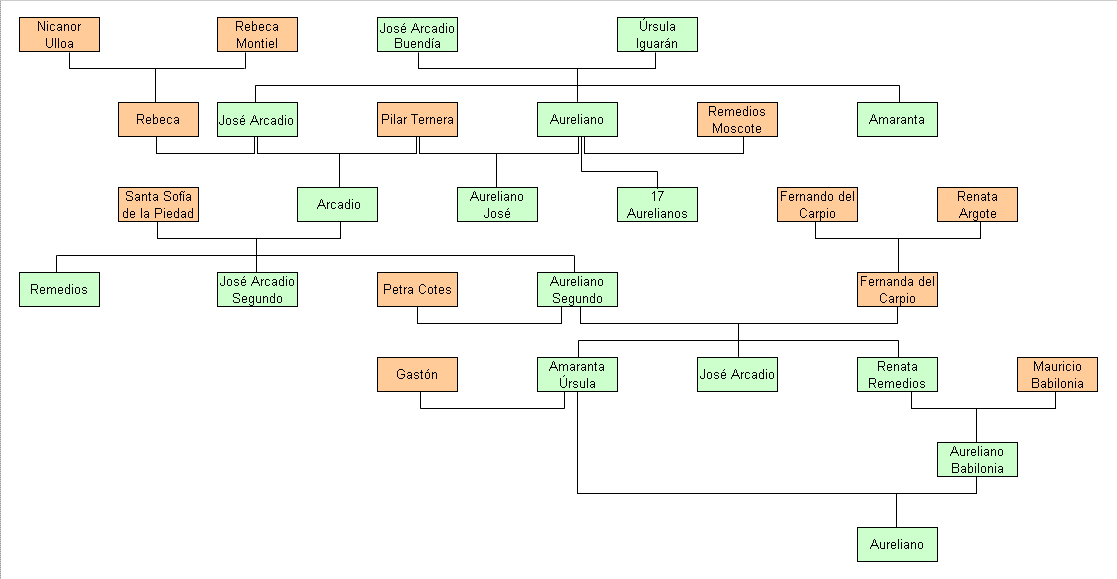 Nicanor
Ulloa
Rebeca
Montiel
José Arcadio
Buendía
Úrsula
Iguarán
Rebeca
José Arcadio
Pilar Ternera
Aureliano
Remedios
Moscote
Amaranta
Santa Sofía
de la Piedad
Arcadio
Aureliano
José
17
Aurelianos
Fernando del
Carpio
Renata
Argote
Remedios
José Arcadio
Segundo
Petra Cotes
Aureliano
Segundo
Fernanda del
Carpio
Gastón
Amaranta
Úrsula
José Arcadio
Renata
Remedios
Mauricio
Babilonia
Aureliano
Babilonia
Aureliano